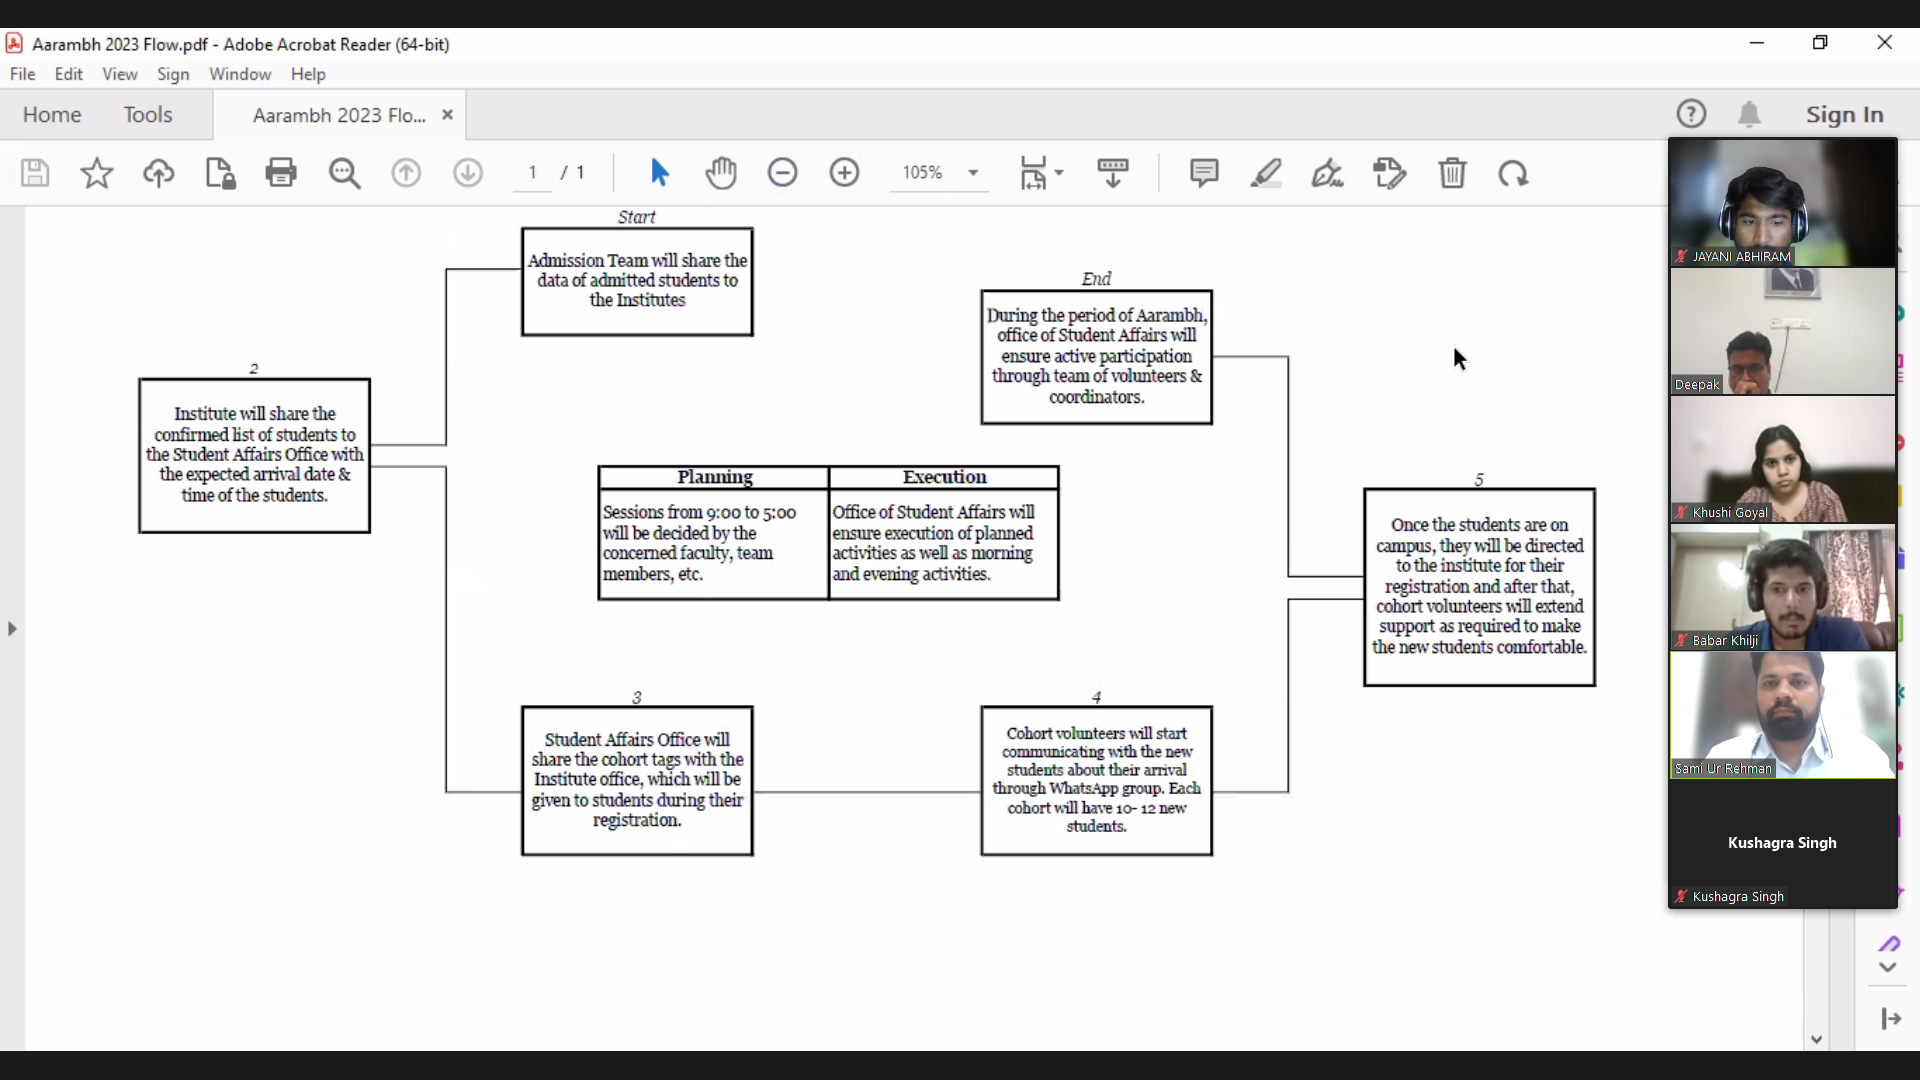 Aarambh 2023 Flow.pdf - Adobe Acrobat Reader (64-bit)
File Edit View Sign Window Help
Home Tools Aarambh 2023 Flo... × Sign In
1 / 1 105%
Start
Admission Team will share the
data of admitted students to
the Institutes
End
During the period of Aarambh,
office of Student Affairs will
ensure active participation
through team of volunteers &
coordinators.
2
Institute will share the
confirmed list of students to
the Student Affairs Office with
the expected arrival date &
time of the students.
Planning Execution
Sessions from 9:00 to 5:00
will be decided by the
concerned faculty, team
members, etc.
Office of Student Affairs will
ensure execution of planned
activities as well as morning
and evening activities.
5
Once the students are on
campus, they will be directed
to the institute for their
registration and after that,
cohort volunteers will extend
support as required to make
the new students comfortable.
3
Student Affairs Office will
share the cohort tags with the
Institute office, which will be
given to students during their
registration.
4
Cohort volunteers will start
communicating with the new
students about their arrival
through WhatsApp group. Each
cohort will have 10- 12 new
students.
JAYANI ABHIRAM
Deepak
Khushi Goyal
Babar Khilji
Sami Ur Rehman
Kushagra Singh
Kushagra Singh